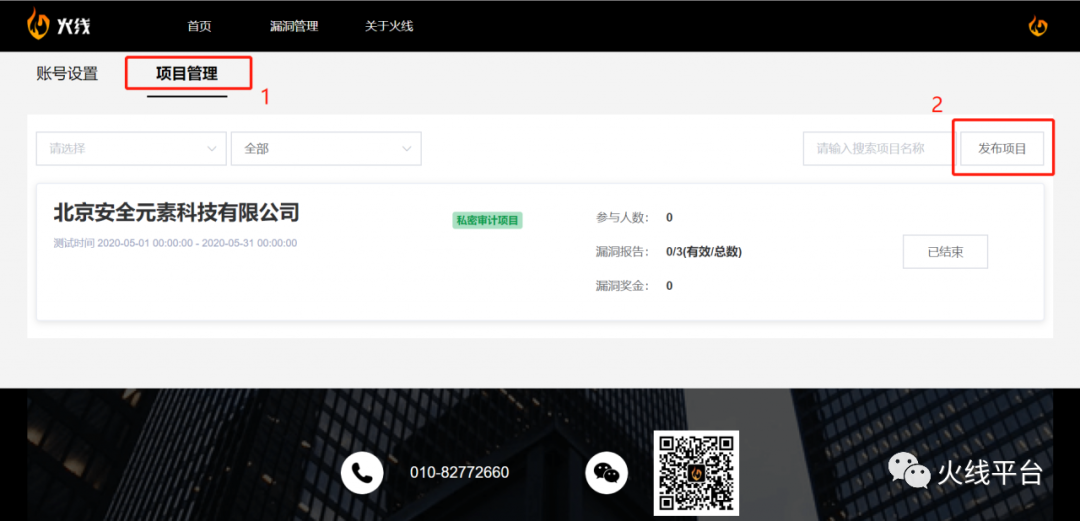 火线
首页
漏洞管理
关于火线
账号设置
项目管理
1
2
请选择
全部
请输入搜索项目名称
发布项目
北京安全元素科技有限公司
测试时间 2020-05-01 00:00:00 - 2020-05-31 00:00:00
私密审计项目
参与人数： 0
漏洞报告： 0/3(有效/总数)
漏洞奖金： 0
已结束
010-82772660
火线平台